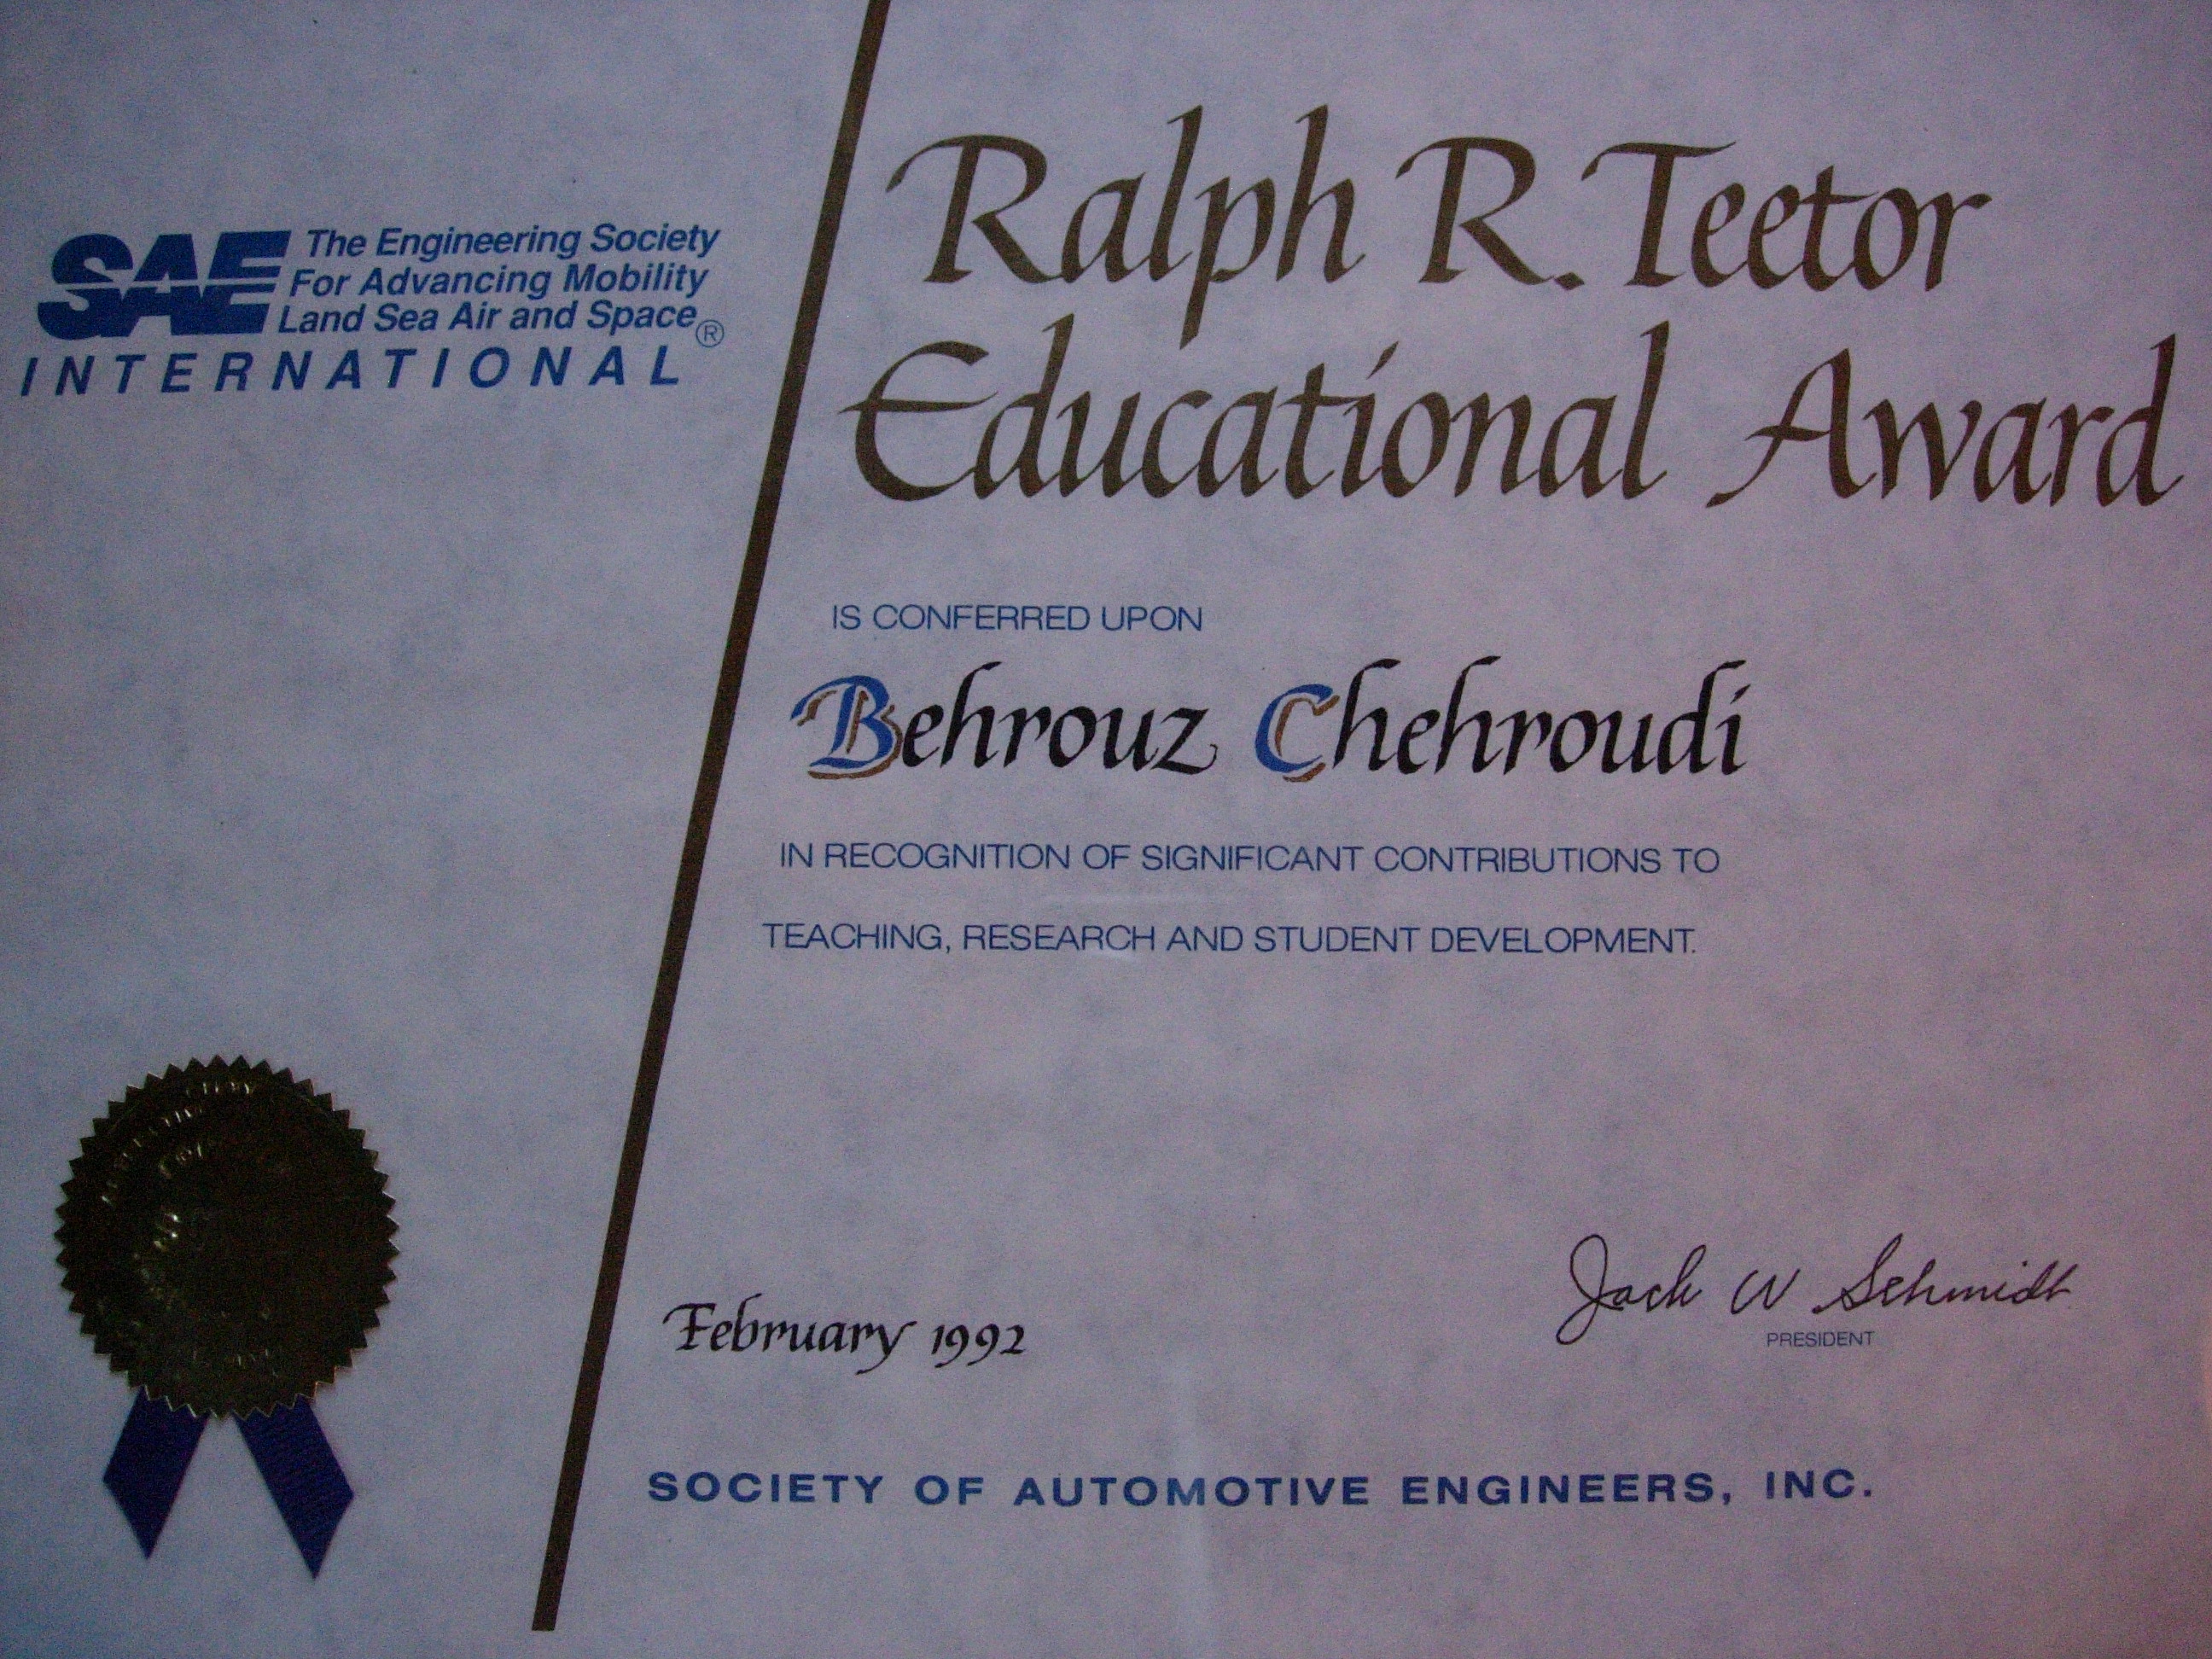 SAE The Engineering Society
For Advancing Mobility
Land Sea Air and Space®
INTERNATIONAL
Ralph R. Teetor
Educational Award
IS CONFERRED UPON
Behrouz Chehroudi
IN RECOGNITION OF SIGNIFICANT CONTRIBUTIONS TO
TEACHING, RESEARCH AND STUDENT DEVELOPMENT.
February 1992
Jack W Schmidt
PRESIDENT
SOCIETY OF AUTOMOTIVE ENGINEERS, INC.